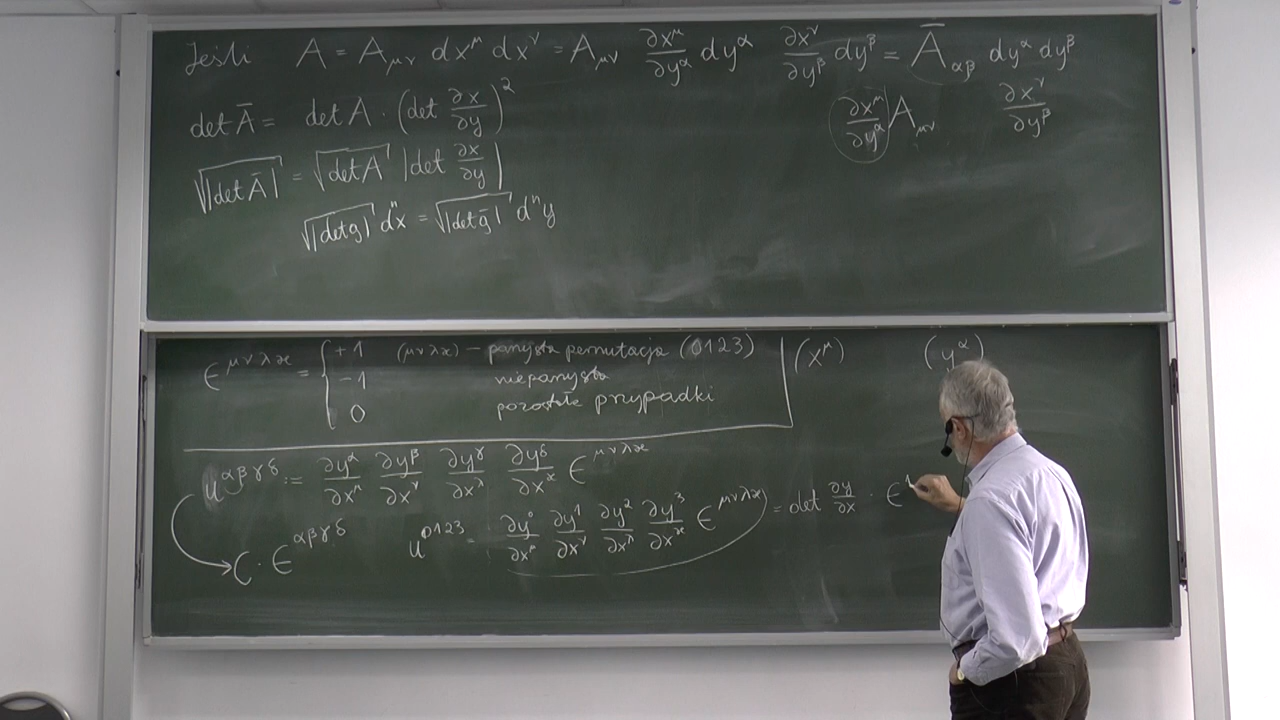 Jeśli A = A_{μν} dx^μ dx^ν = A_{μν} ∂x^μ/∂y^α dy^α ∂x^ν/∂y^β dy^β = Ā_{αβ} dy^α dy^β
∂x^μ/∂y^α A_{μν} ∂x^ν/∂y^β
det Ā = det A · (det ∂x/∂y)²
√|det Ā| = √det A |det ∂x/∂y|
√|det g| dⁿx = √|det ḡ| dⁿy
ϵ^{μνλϰ} = { +1 (μνλϰ) – parzysta permutacja (0123)
−1 nieparzysta
0 pozostałe przypadki
(x^μ) (y^α)
u^{αβγδ} := ∂y^α/∂x^μ ∂y^β/∂x^ν ∂y^γ/∂x^λ ∂y^δ/∂x^ϰ ϵ^{μνλϰ}
C · ϵ^{αβγδ} u^{0123} = ∂y^0/∂x^μ ∂y^1/∂x^ν ∂y^2/∂x^λ ∂y^3/∂x^ϰ ϵ^{μνλϰ} = det ∂y/∂x · ϵ